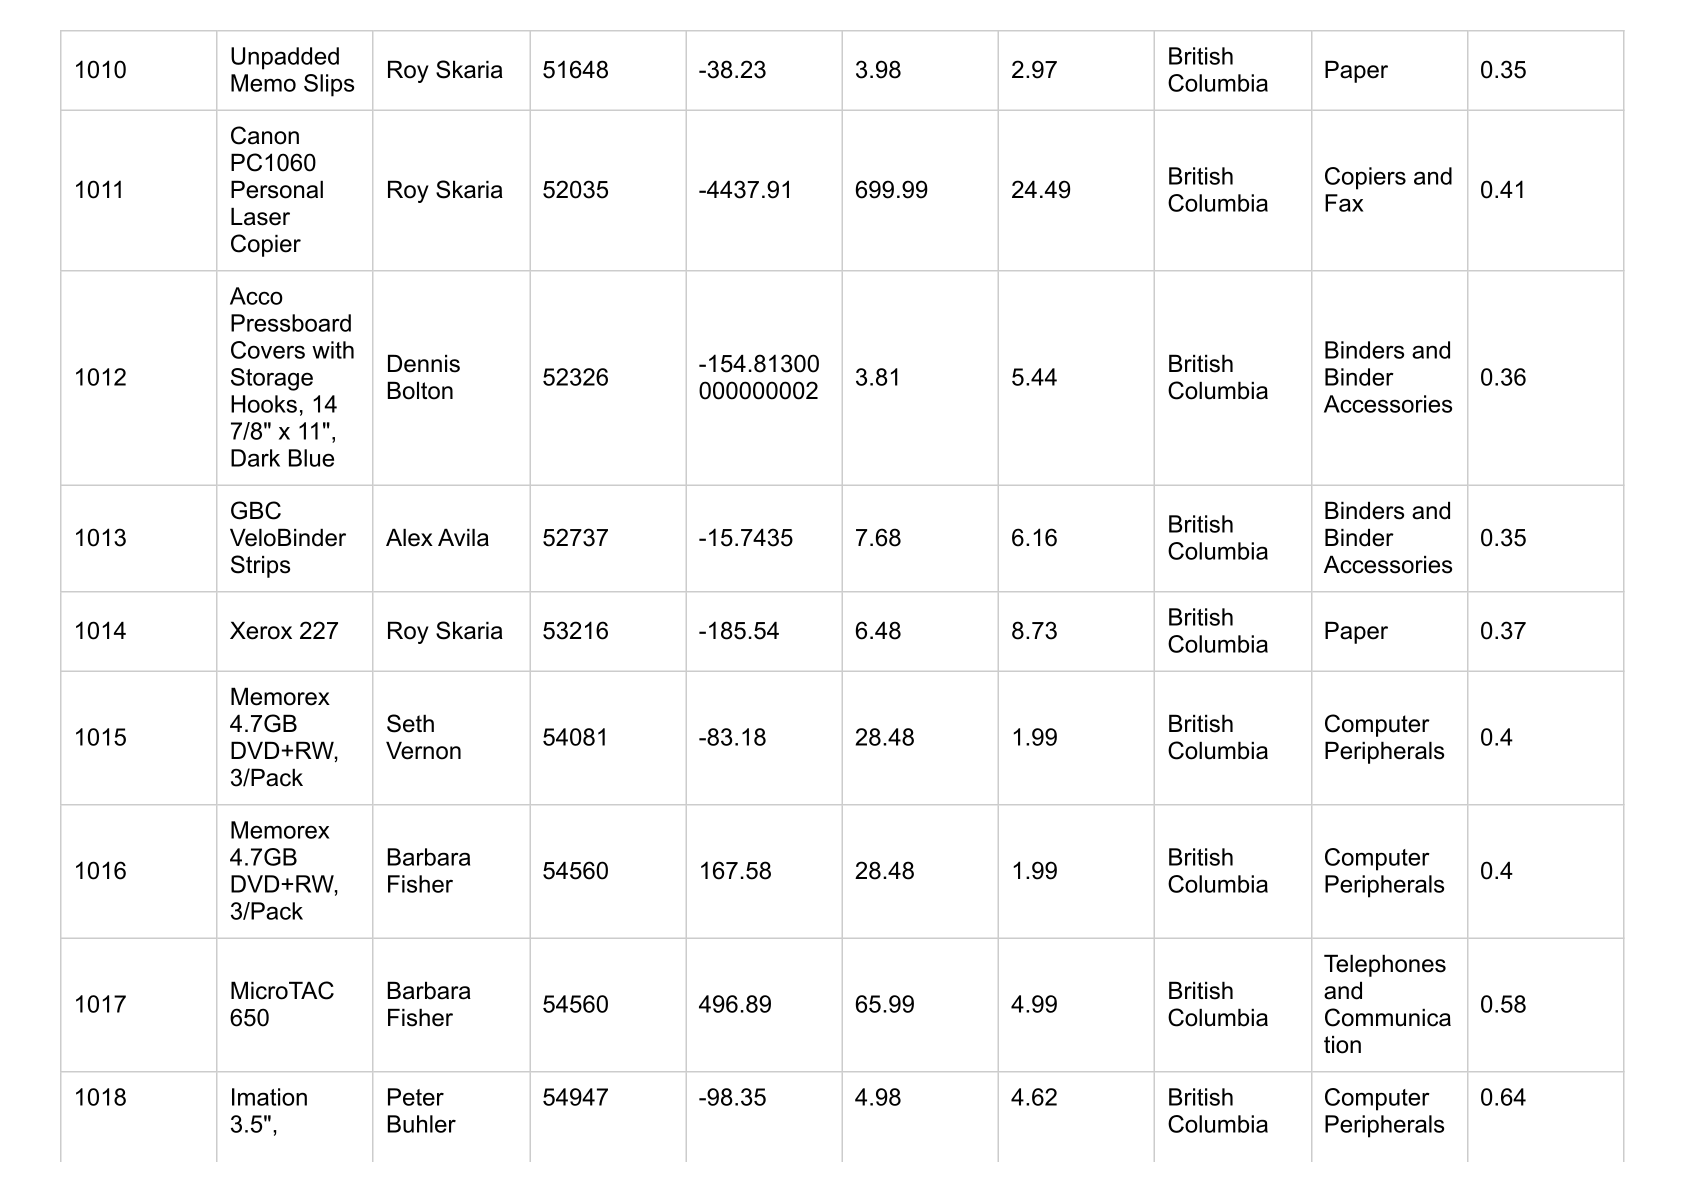 1010
Unpadded
Memo Slips
Roy Skaria
51648
-38.23
3.98
2.97
British
Columbia
Paper
0.35
1011
Canon
PC1060
Personal
Laser
Copier
Roy Skaria
52035
-4437.91
699.99
24.49
British
Columbia
Copiers and
Fax
0.41
1012
Acco
Pressboard
Covers with
Storage
Hooks, 14
7/8" x 11",
Dark Blue
Dennis
Bolton
52326
-154.81300
000000002
3.81
5.44
British
Columbia
Binders and
Binder
Accessories
0.36
1013
GBC
VeloBinder
Strips
Alex Avila
52737
-15.7435
7.68
6.16
British
Columbia
Binders and
Binder
Accessories
0.35
1014
Xerox 227
Roy Skaria
53216
-185.54
6.48
8.73
British
Columbia
Paper
0.37
1015
Memorex
4.7GB
DVD+RW,
3/Pack
Seth
Vernon
54081
-83.18
28.48
1.99
British
Columbia
Computer
Peripherals
0.4
1016
Memorex
4.7GB
DVD+RW,
3/Pack
Barbara
Fisher
54560
167.58
28.48
1.99
British
Columbia
Computer
Peripherals
0.4
1017
MicroTAC
650
Barbara
Fisher
54560
496.89
65.99
4.99
British
Columbia
Telephones
and
Communica
tion
0.58
1018
Imation
3.5",
Peter
Buhler
54947
-98.35
4.98
4.62
British
Columbia
Computer
Peripherals
0.64